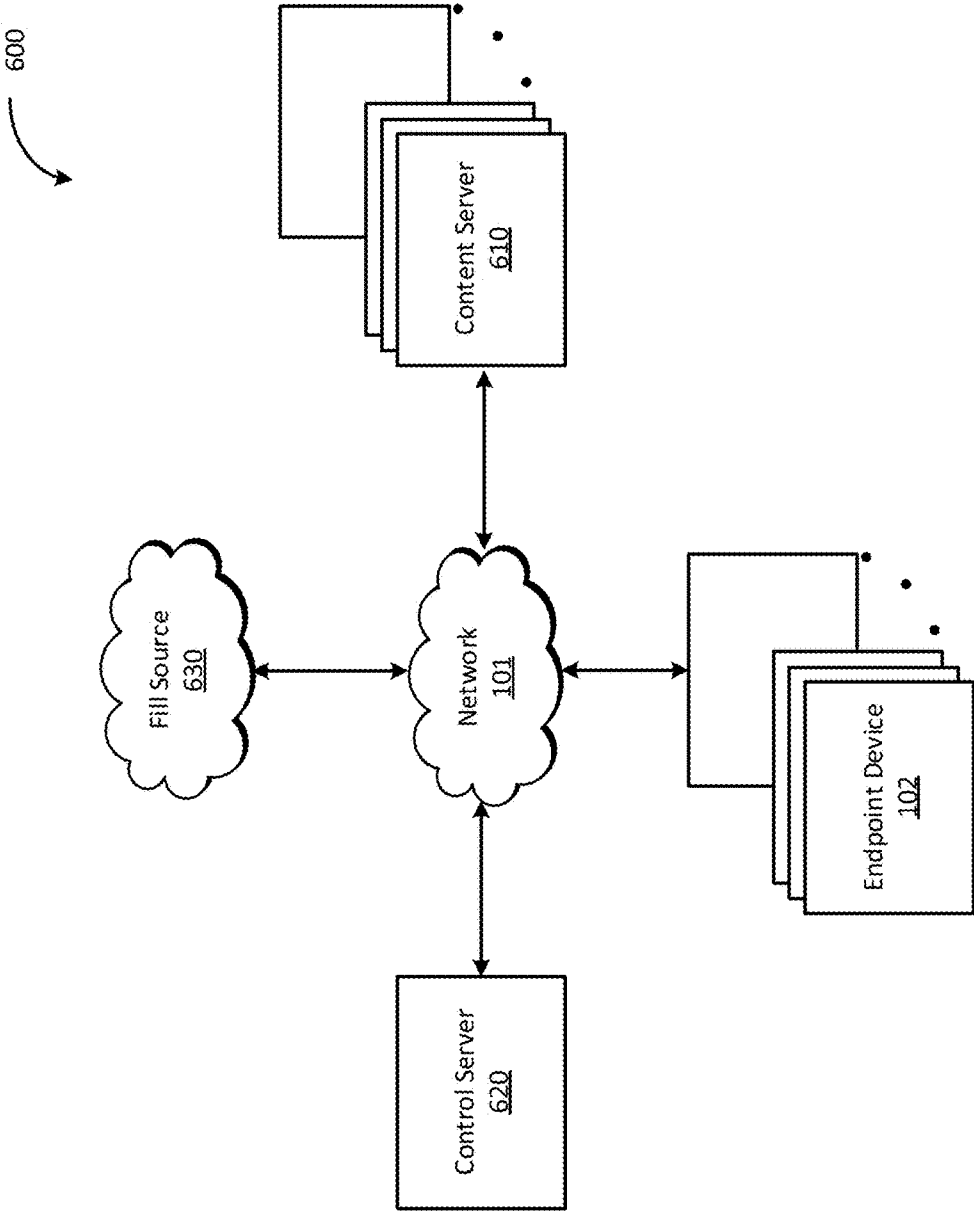 600
Fill Source
630
Control Server
620
Network
101
Content Server
610
Endpoint Device
102